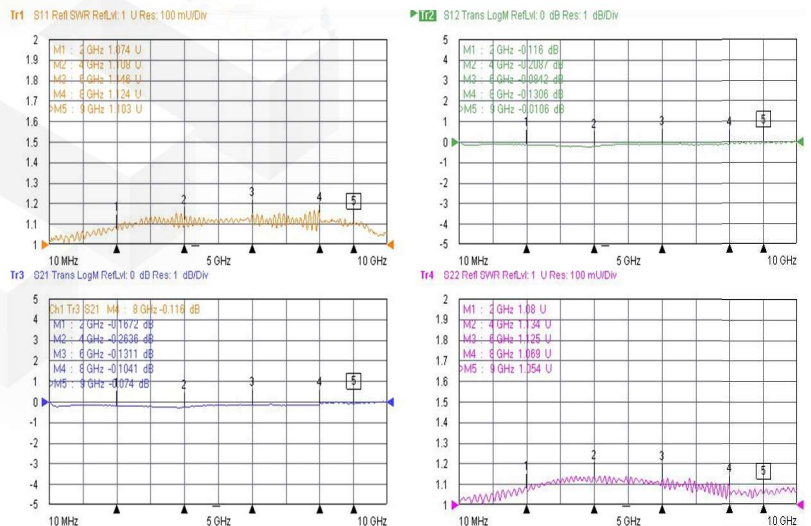 Tr1 S11 Refl SWR RefLvl: 1 U Res: 100 mU/Div
2
1.9
1.8
1.7
1.6
1.5
1.4
1.3
1.2
1.1
1
M1 : 2 GHz 1.074 U
M2 : 4 GHz 1.108 U
M3 : 6 GHz 1.146 U
M4 : 8 GHz 1.124 U
>M5 : 9 GHz 1.103 U
1 2 3 4 5
10 MHz 5 GHz 10 GHz
Tr2 S12 Trans LogM RefLvl: 0 dB Res: 1 dB/Div
5
4
3
2
1
0
-1
-2
-3
-4
-5
M1 : 2 GHz -0.116 dB
M2 : 4 GHz -0.2087 dB
M3 : 6 GHz -0.0842 dB
M4 : 8 GHz -0.1306 dB
>M5 : 9 GHz -0.0106 dB
1 2 3 4 5
10 MHz 5 GHz 10 GHz
Tr3 S21 Trans LogM RefLvl: 0 dB Res: 1 dB/Div
5
4
3
2
1
0
-1
-2
-3
-4
-5
Ch1 Tr3 S21 M4 : 8 GHz -0.116 dB
M1 : 2 GHz -0.1672 dB
M2 : 4 GHz -0.2636 dB
M3 : 6 GHz -0.1311 dB
M4 : 8 GHz -0.1041 dB
>M5 : 9 GHz -0.074 dB
1 2 3 4 5
10 MHz 5 GHz 10 GHz
Tr4 S22 Refl SWR RefLvl: 1 U Res: 100 mU/Div
2
1.9
1.8
1.7
1.6
1.5
1.4
1.3
1.2
1.1
1
M1 : 2 GHz 1.08 U
M2 : 4 GHz 1.134 U
M3 : 6 GHz 1.125 U
M4 : 8 GHz 1.069 U
>M5 : 9 GHz 1.054 U
1 2 3 4 5
10 MHz 5 GHz 10 GHz